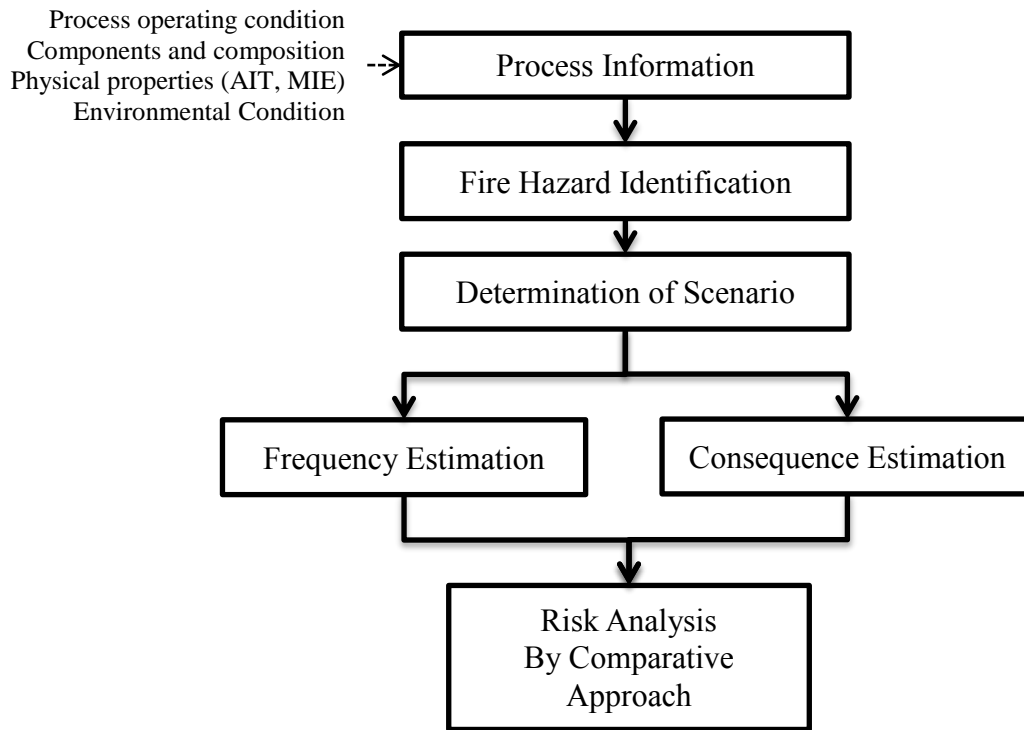 Process operating condition
Components and composition
Physical properties (AIT, MIE)
Environmental Condition
Process Information
Fire Hazard Identification
Determination of Scenario
Frequency Estimation
Consequence Estimation
Risk Analysis
By Comparative
Approach